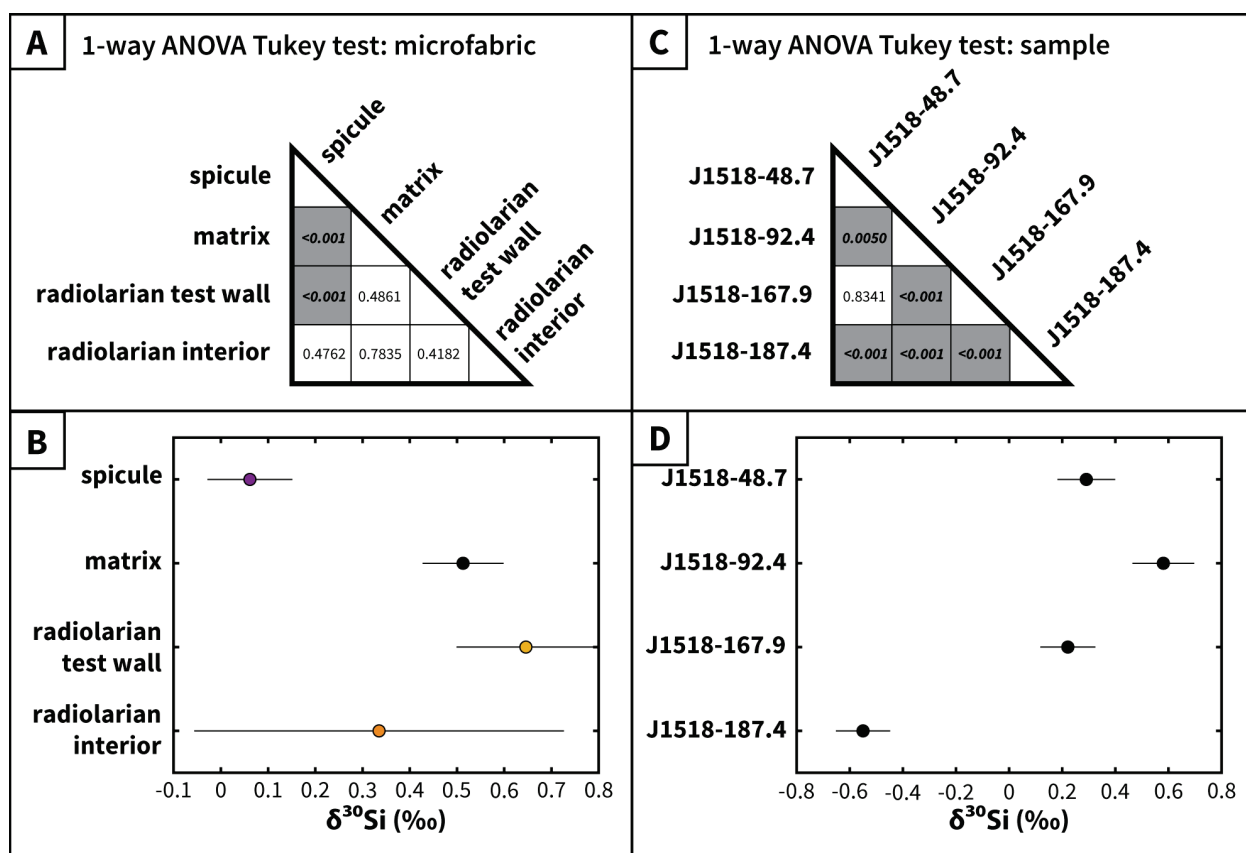 A
1-way ANOVA Tukey test: microfabric
spicule
matrix
radiolarian
test wall
radiolarian
interior
spicule
matrix
<0.001
radiolarian test wall
<0.001 0.4861
radiolarian interior
0.4762 0.7835 0.4182
C
1-way ANOVA Tukey test: sample
J1518-48.7
J1518-92.4
J1518-167.9
J1518-187.4
J1518-48.7
J1518-92.4
0.0050
J1518-167.9
0.8341 <0.001
J1518-187.4
<0.001 <0.001 <0.001
B
spicule
matrix
radiolarian
test wall
radiolarian
interior
-0.1 0 0.1 0.2 0.3 0.4 0.5 0.6 0.7 0.8
δ³⁰Si (‰)
D
J1518-48.7
J1518-92.4
J1518-167.9
J1518-187.4
-0.8 -0.6 -0.4 -0.2 0 0.2 0.4 0.6 0.8
δ³⁰Si (‰)